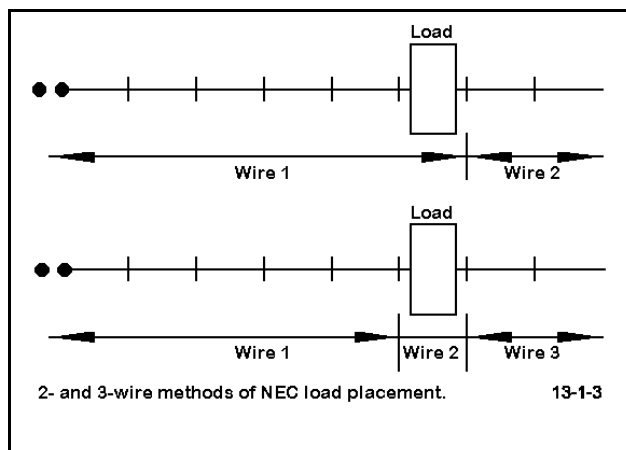 Load
Wire 1 Wire 2
Load
Wire 1 Wire 2 Wire 3
2- and 3-wire methods of NEC load placement. 13-1-3